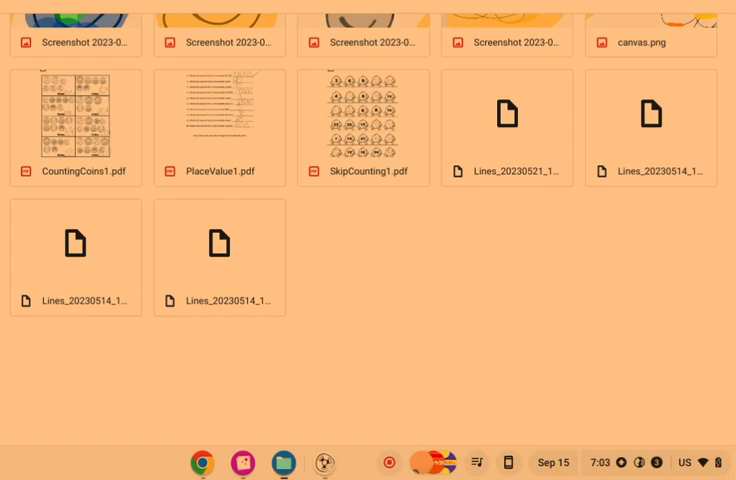 Screenshot 2023-0...
Screenshot 2023-0...
Screenshot 2023-0...
Screenshot 2023-0...
canvas.png
CountingCoins1.pdf
PlaceValue1.pdf
SkipCounting1.pdf
Lines_20230521_1...
Lines_20230514_1...
Lines_20230514_1...
Lines_20230514_1...
Sep 15
7:03
3
US